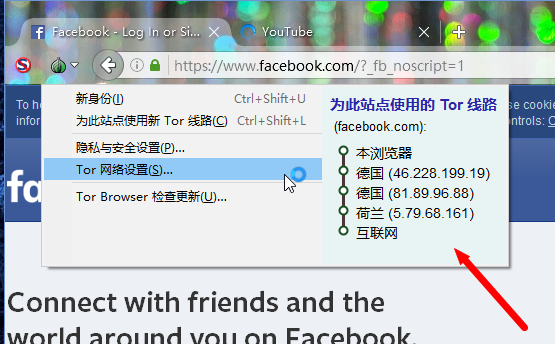 Facebook - Log In or Si
YouTube
https://www.facebook.com/?_fb_noscript=1
新身份(I) Ctrl+Shift+U
为此站点使用新 Tor 线路(C) Ctrl+Shift+L
隐私与安全设置(P)...
Tor 网络设置(S)...
Tor Browser 检查更新(U)...
为此站点使用的 Tor 线路
(facebook.com):
本浏览器
德国 (46.228.199.19)
德国 (81.89.96.88)
荷兰 (5.79.68.161)
互联网
To he
infor
se cookie
ontrols: C
fa
Connect with friends and the
world around you on Facebook.